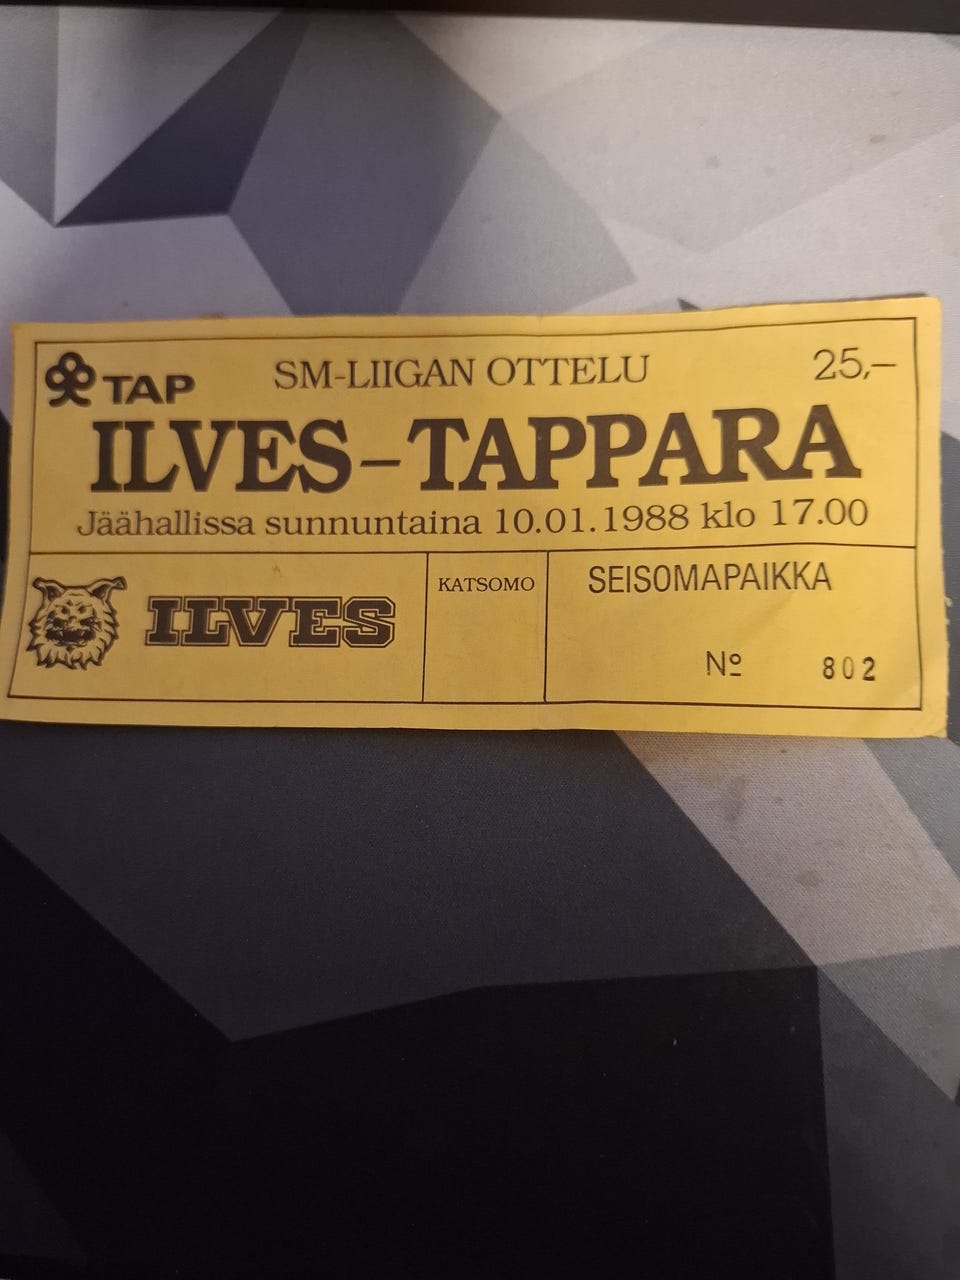 TAP SM-LIIGAN OTTELU 25,–
ILVES–TAPPARA
Jäähallissa sunnuntaina 10.01.1988 klo 17.00
ILVES
KATSOMO
SEISOMAPAIKKA
Nº 802